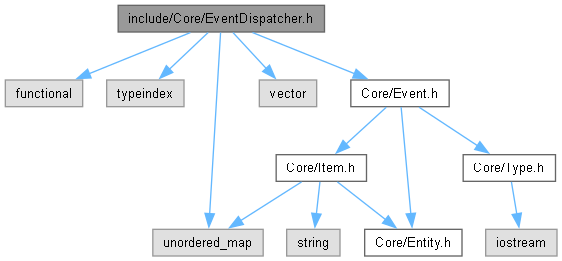 include/Core/EventDispatcher.h
functional
typeindex
vector
Core/Event.h
Core/Item.h
Core/Type.h
unordered_map
string
Core/Entity.h
iostream